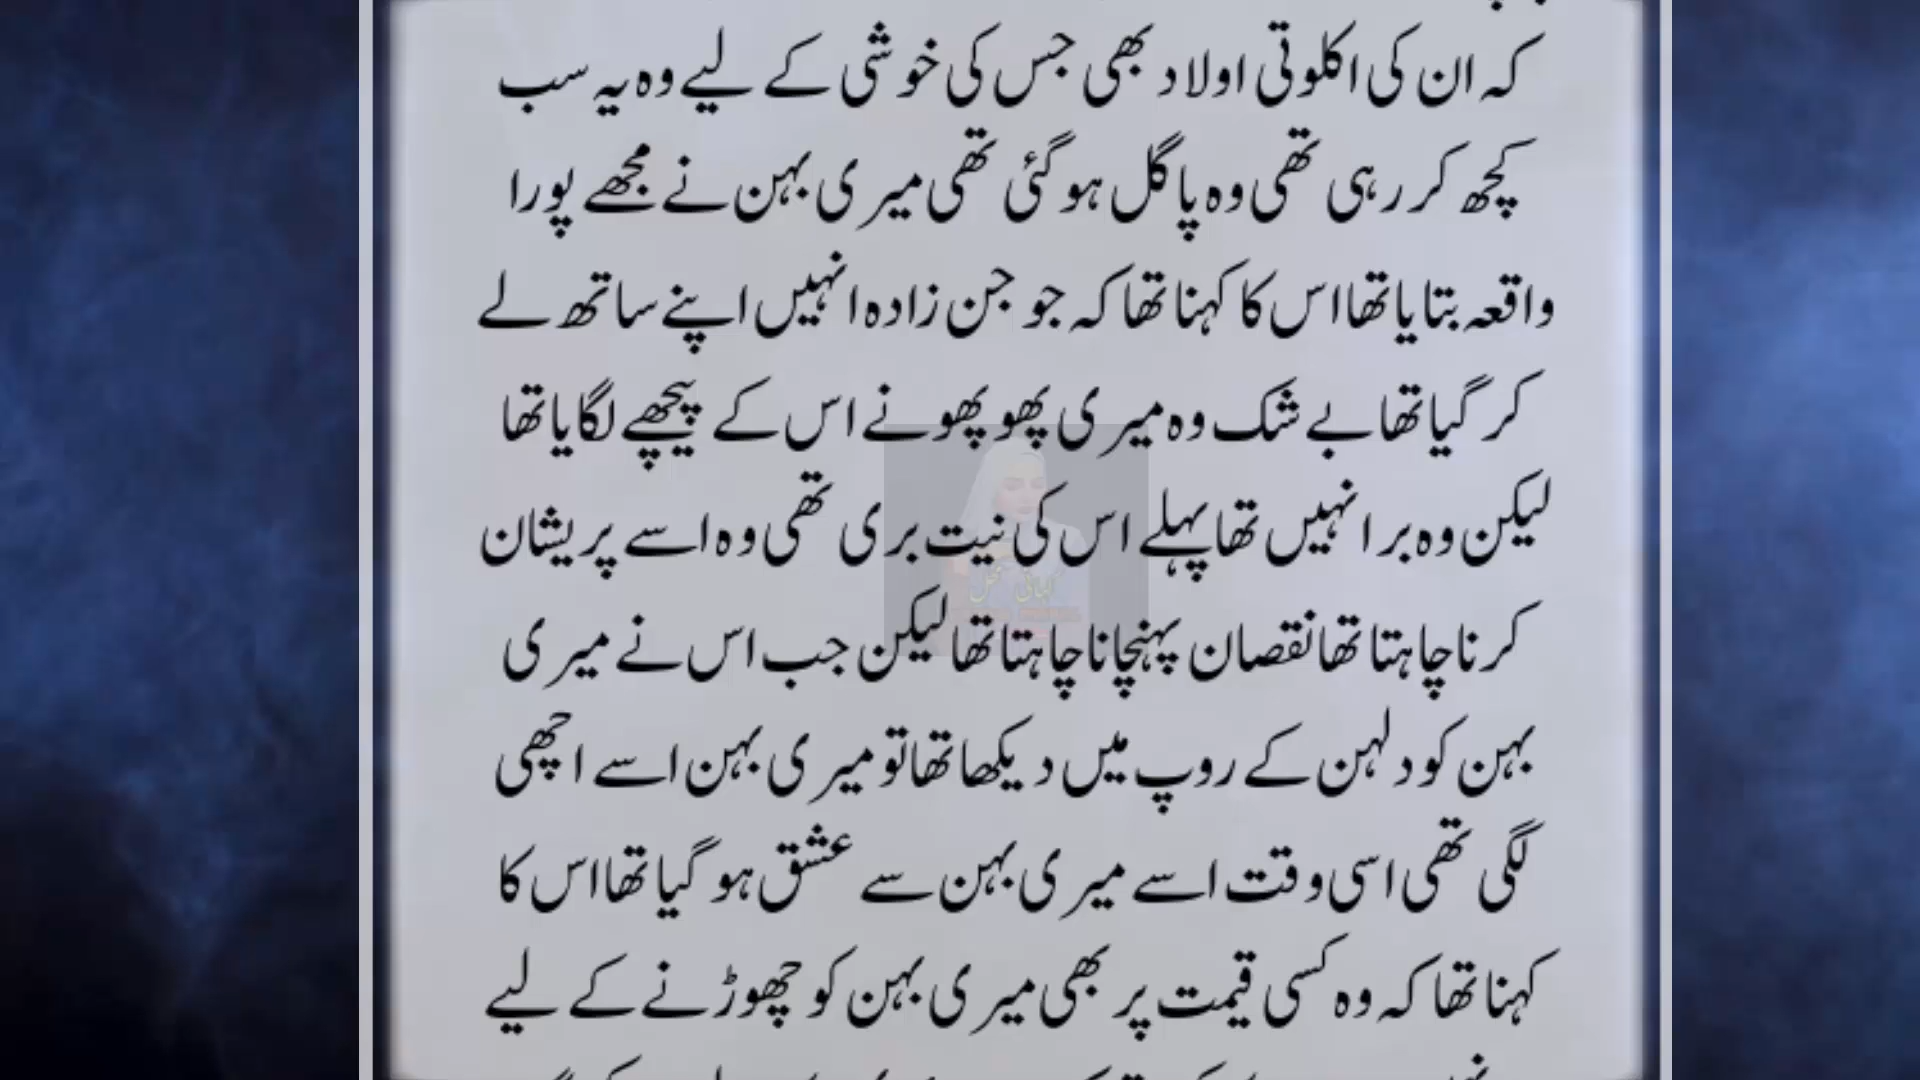 کہ ان کی اکلوتی اولاد بھی جس کی خوشی کے لیے وہ یہ سب
کچھ کر رہی تھی وہ پاگل ہو گئی تھی میری بہن نے مجھے پورا
واقعہ بتایا تھا اس کا کہنا تھا کہ جو جن زادہ انہیں اپنے ساتھ لے
کر گیا تھا بے شک وہ میری پھوپھو نے اس کے پیچھے لگایا تھا
لیکن وہ برا نہیں تھا پہلے اس کی نیت بری تھی وہ اسے پریشان
کرنا چاہتا تھا نقصان پہنچانا چاہتا تھا لیکن جب اس نے میری
بہن کو دلہن کے روپ میں دیکھا تھا تو میری بہن اسے اچھی
لگی تھی اسی وقت اسے میری بہن سے عشق ہو گیا تھا اس کا
کہنا تھا کہ وہ کسی قیمت پر بھی میری بہن کو چھوڑنے کے لیے